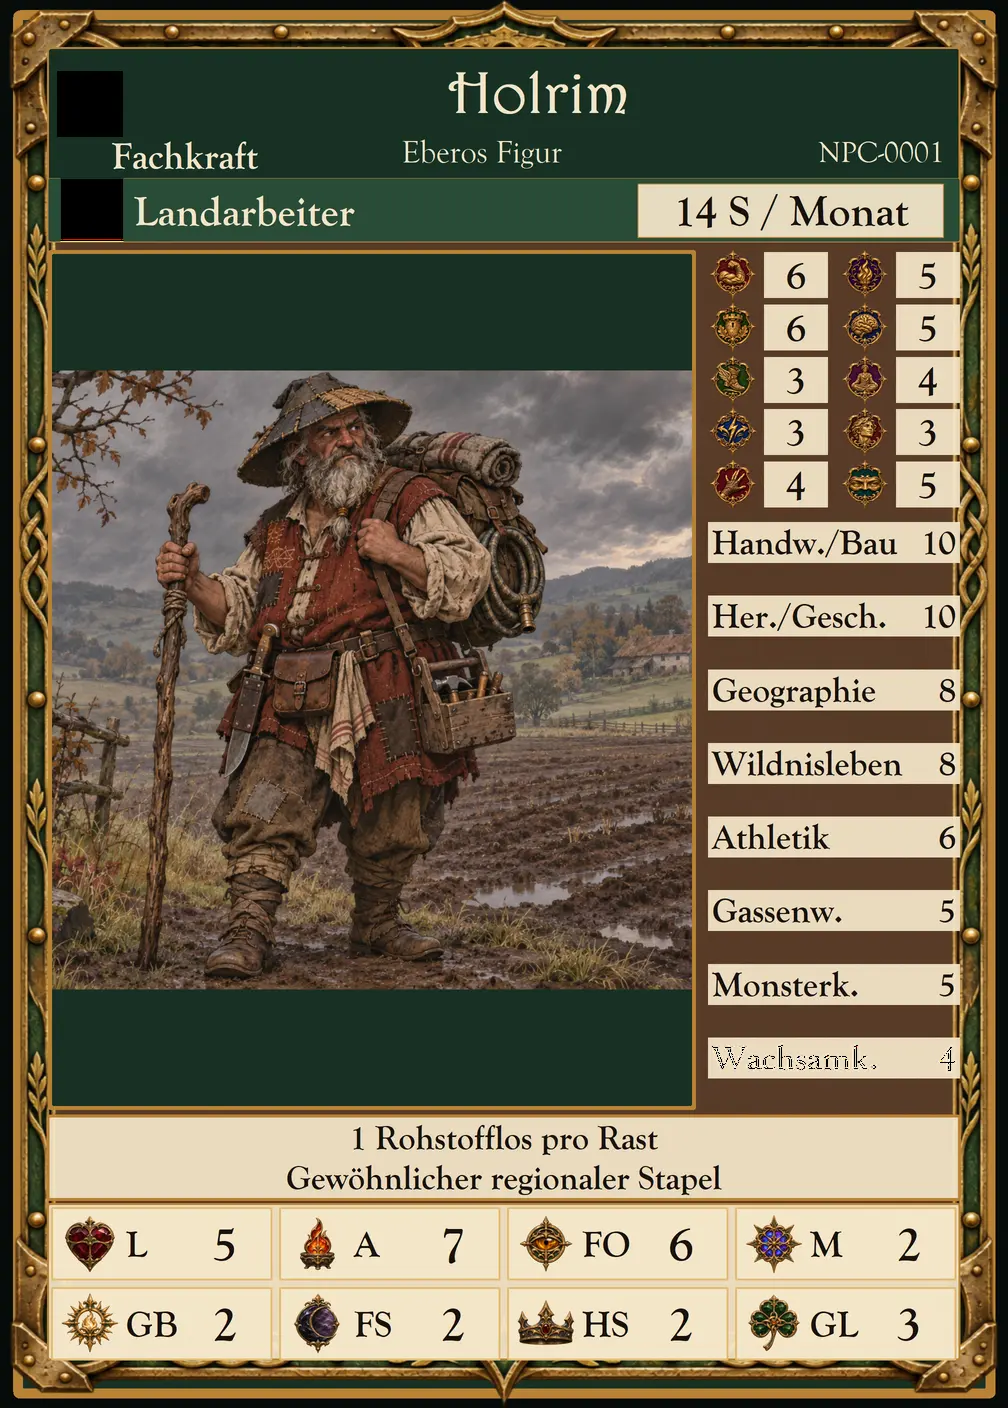 Holrim
Fachkraft
Eberos Figur
NPC-0001
Landarbeiter
14 S / Monat
6 5
6 5
3 4
3 3
4 5
Handw./Bau 10
Her./Gesch. 10
Geographie 8
Wildnisleben 8
Athletik 6
Gassenw. 5
Monsterk. 5
Wachsamk. 4
1 Rohstofflos pro Rast
Gewöhnlicher regionaler Stapel
L 5 A 7 FO 6 M 2
GB 2 FS 2 HS 2 GL 3